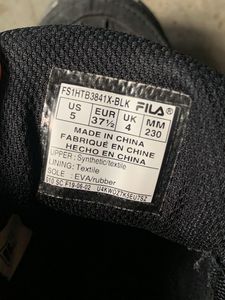 FS1HTB3841X-BLK FILA
US 5 EUR 37½ UK 4 MM 230
MADE IN CHINA
FABRIQUÉ EN CHINE
HECHO EN CHINA
UPPER : Synthetic/textile
LINING : Textile
SOLE : EVA/rubber